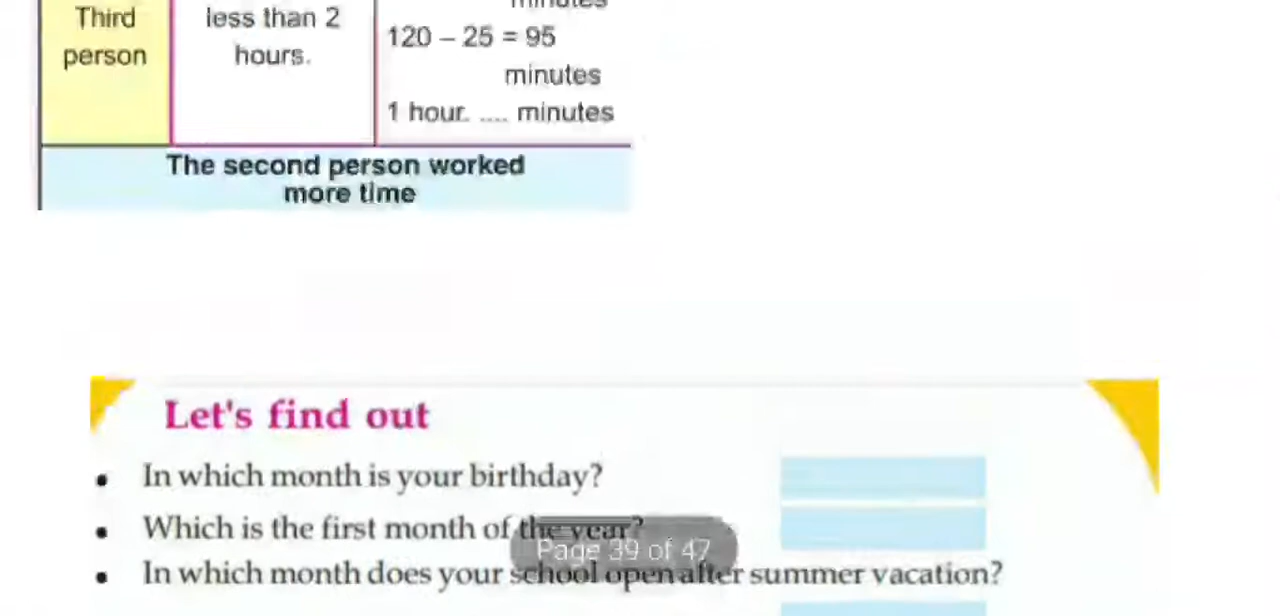 Third
person
less than 2
hours.
minutes
120 – 25 = 95
minutes
1 hour. .... minutes
The second person worked
more time
Let's find out
• In which month is your birthday?
• Which is the first month of the year?
Page 39 of 47
• In which month does your school open after summer vacation?